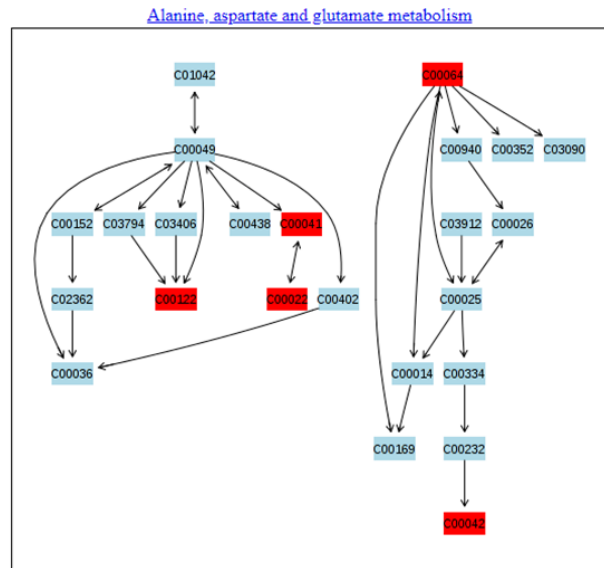 Alanine, aspartate and glutamate metabolism
C01042 C00064
C00049 C00940 C00352 C03090
C00152 C03794 C03406 C00438 C00041 C03912 C00026
C02362 C00122 C00022 C00402 C00025
C00036 C00014 C00334
C00169 C00232
C00042